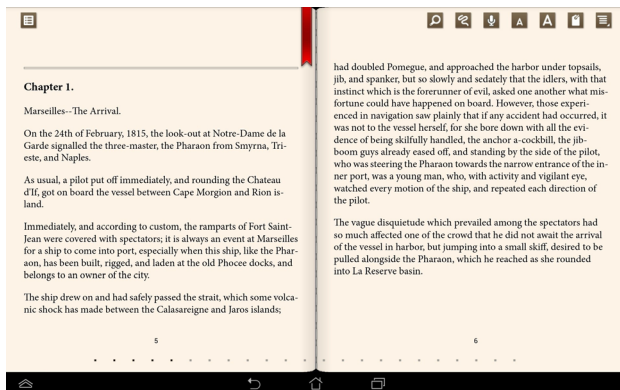 Chapter 1.
Marseilles--The Arrival.
On the 24th of February, 1815, the look-out at Notre-Dame de la
Garde signalled the three-master, the Pharaon from Smyrna, Tri-
este, and Naples.
As usual, a pilot put off immediately, and rounding the Chateau
d'If, got on board the vessel between Cape Morgion and Rion is-
land.
Immediately, and according to custom, the ramparts of Fort Saint-
Jean were covered with spectators; it is always an event at Marseilles
for a ship to come into port, especially when this ship, like the Phar-
aon, has been built, rigged, and laden at the old Phocee docks, and
belongs to an owner of the city.
The ship drew on and had safely passed the strait, which some volca-
nic shock has made between the Calasareigne and Jaros islands;
5
had doubled Pomegue, and approached the harbor under topsails,
jib, and spanker, but so slowly and sedately that the idlers, with that
instinct which is the forerunner of evil, asked one another what mis-
fortune could have happened on board. However, those experi-
enced in navigation saw plainly that if any accident had occurred, it
was not to the vessel herself, for she bore down with all the evi-
dence of being skilfully handled, the anchor a-cockbill, the jib-
boom guys already eased off, and standing by the side of the pilot,
who was steering the Pharaon towards the narrow entrance of the in-
ner port, was a young man, who, with activity and vigilant eye,
watched every motion of the ship, and repeated each direction of
the pilot.
The vague disquietude which prevailed among the spectators had
so much affected one of the crowd that he did not await the arrival
of the vessel in harbor, but jumping into a small skiff, desired to be
pulled alongside the Pharaon, which he reached as she rounded
into La Reserve basin.
6
A
A